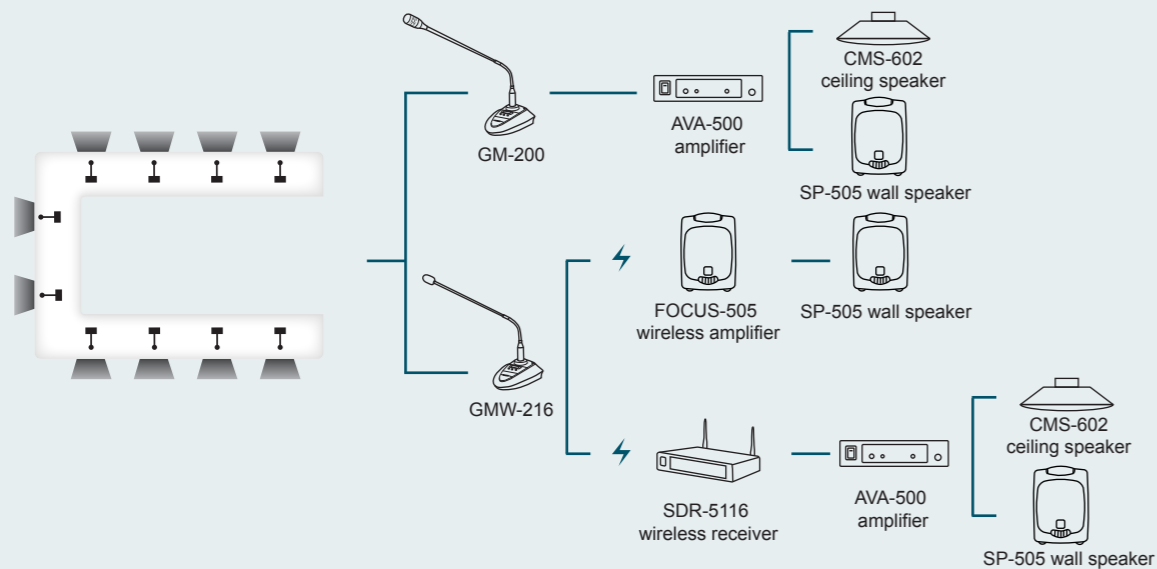 CMS-602
ceiling speaker
AVA-500
amplifier
GM-200
SP-505 wall speaker
FOCUS-505
wireless amplifier
SP-505 wall speaker
GMW-216
CMS-602
ceiling speaker
SDR-5116
wireless receiver
AVA-500
amplifier
SP-505 wall speaker